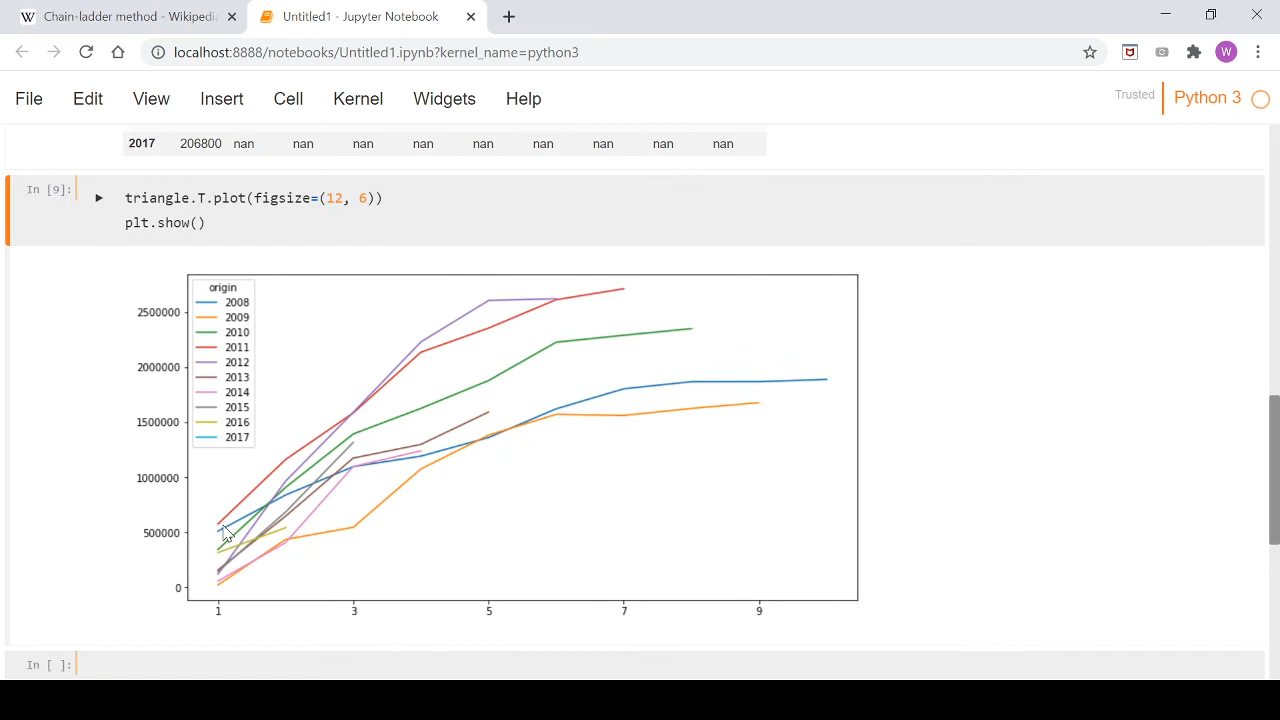 Chain-ladder method - Wikipedi
Untitled1 - Jupyter Notebook
localhost:8888/notebooks/Untitled1.ipynb?kernel_name=python3
W
File Edit View Insert Cell Kernel Widgets Help
Trusted
Python 3
2017 206800 nan nan nan nan nan nan nan nan nan
In [9]:
triangle.T.plot(figsize=(12, 6))
plt.show()
origin
2008
2009
2010
2011
2012
2013
2014
2015
2016
2017
2500000
2000000
1500000
1000000
500000
0
1 3 5 7 9
In [ ]: